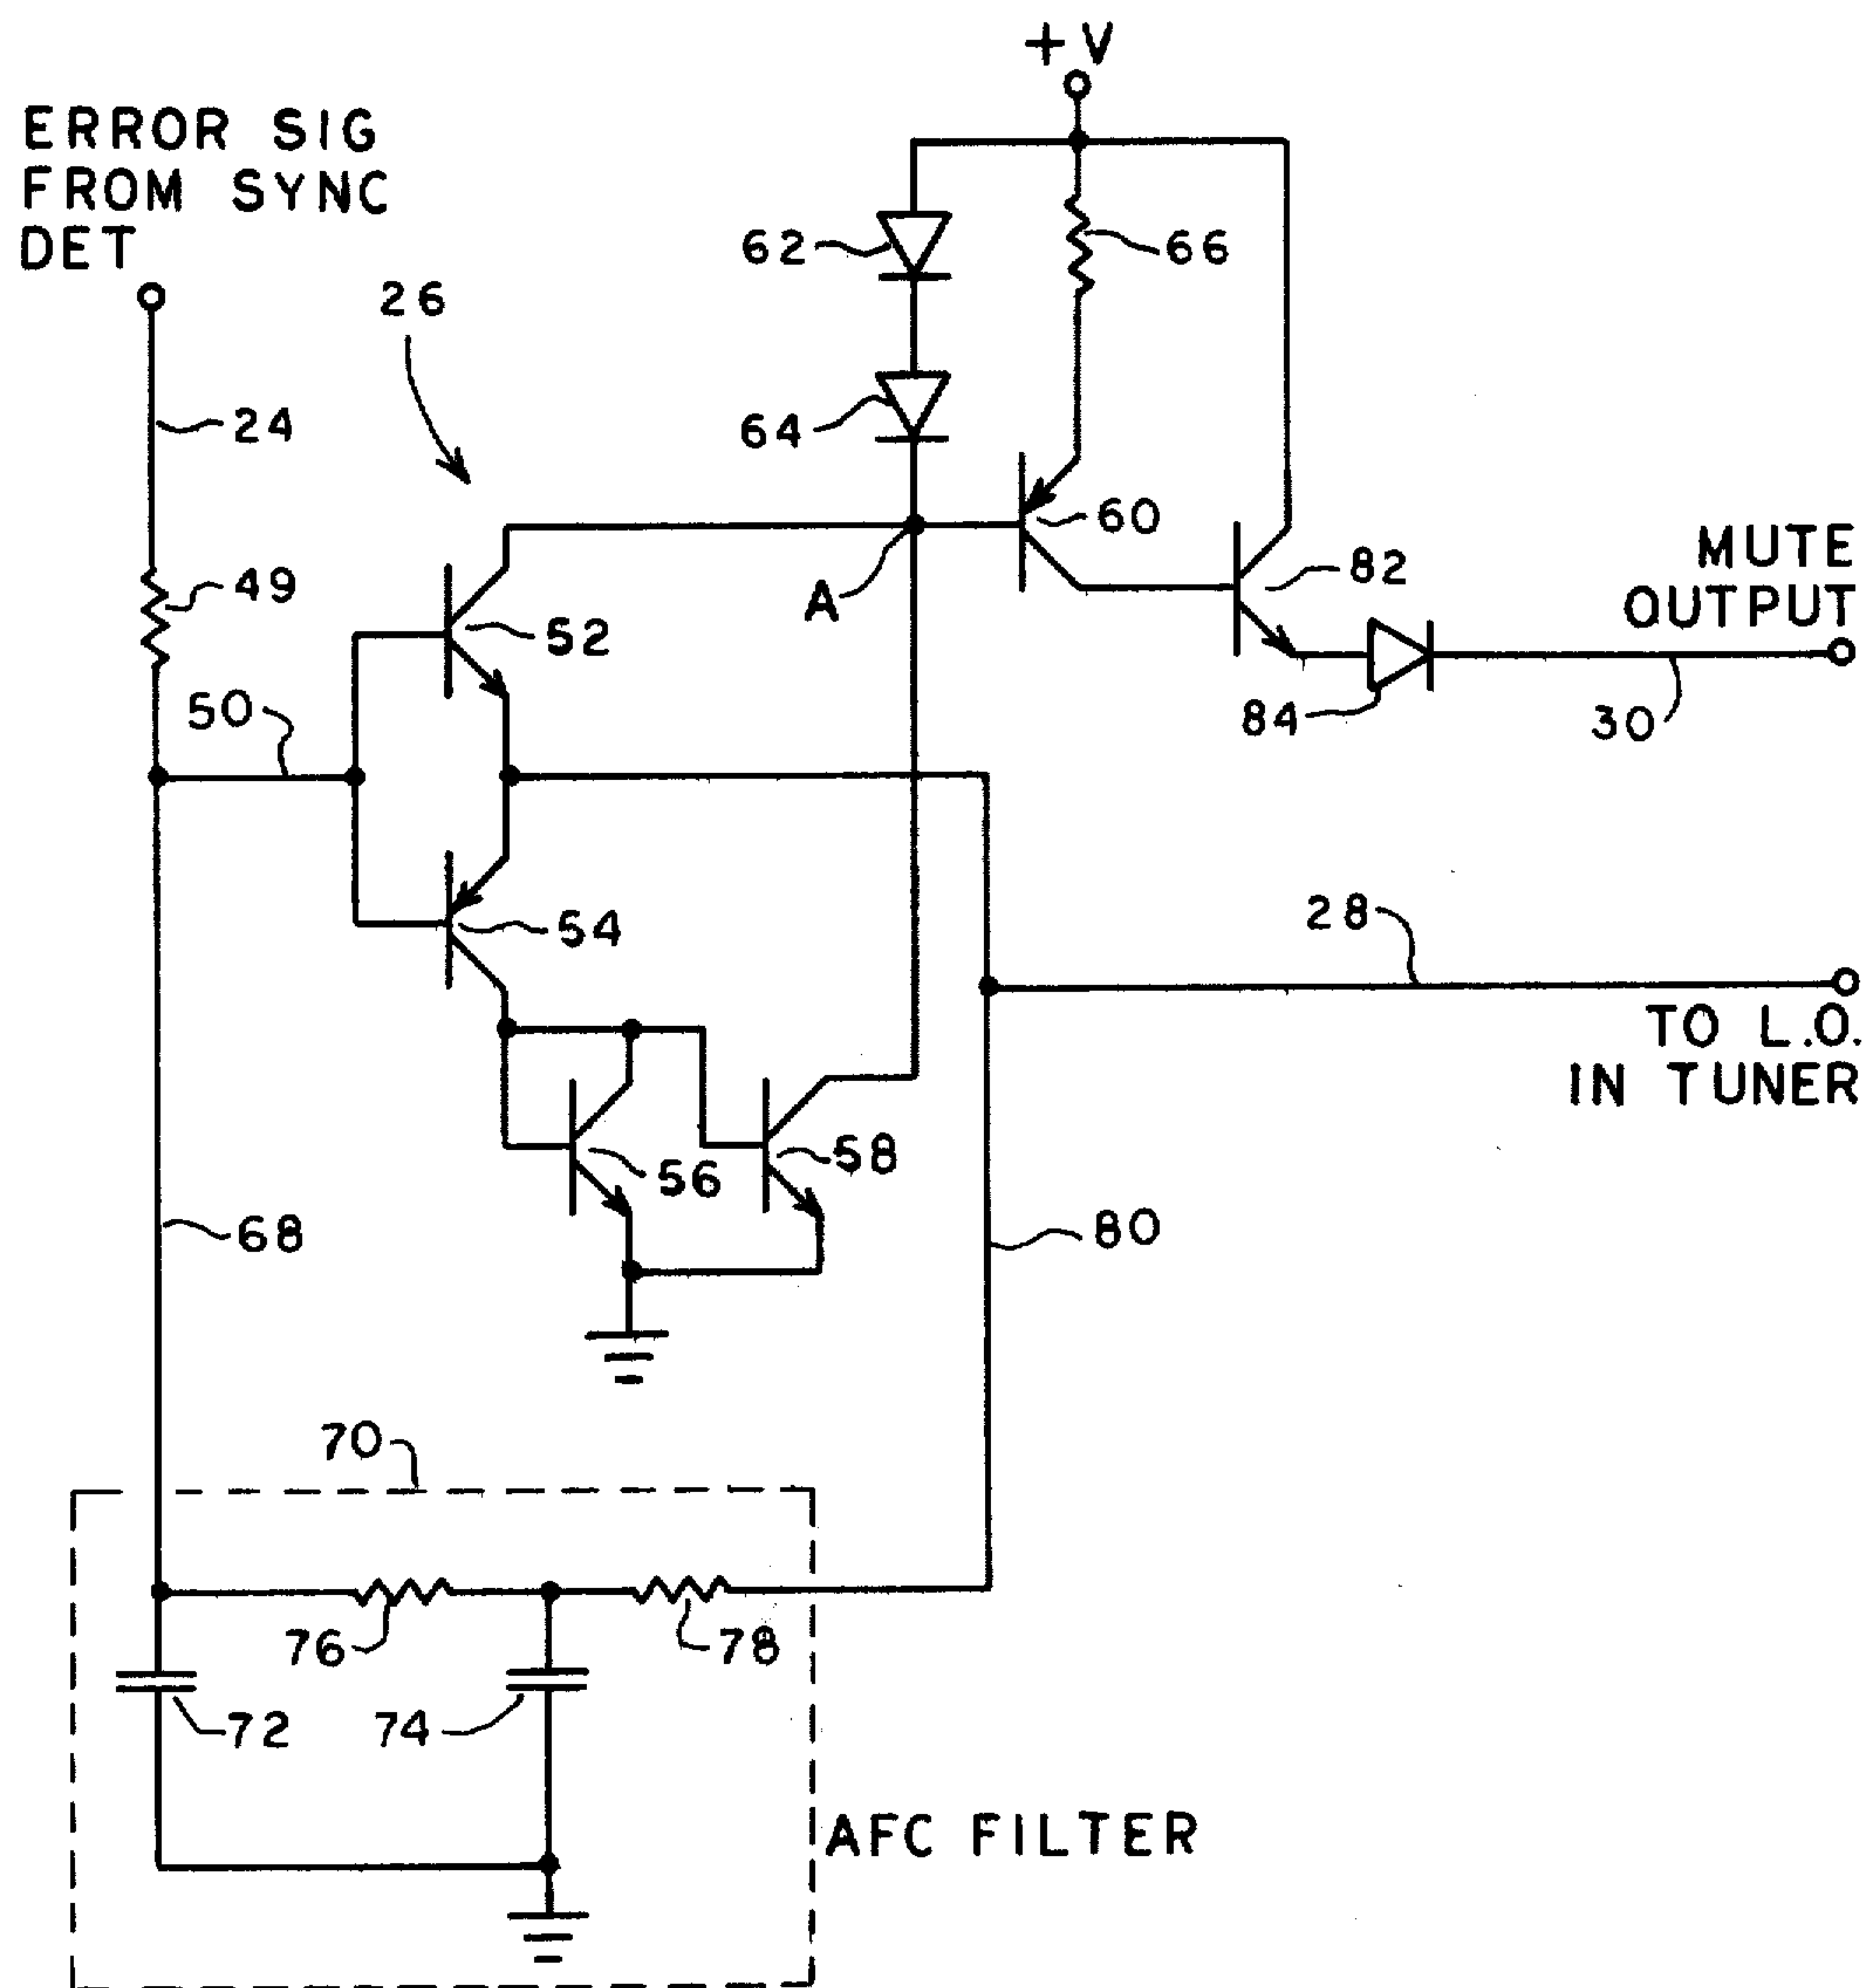 +V
ERROR SIG
FROM SYNC
DET
62
66
26
64
24
60
49
A
82
MUTE
OUTPUT
52
50
84
30
54
28
TO L.O.
IN TUNER
56
58
68
80
70
76
78
72
74
AFC FILTER